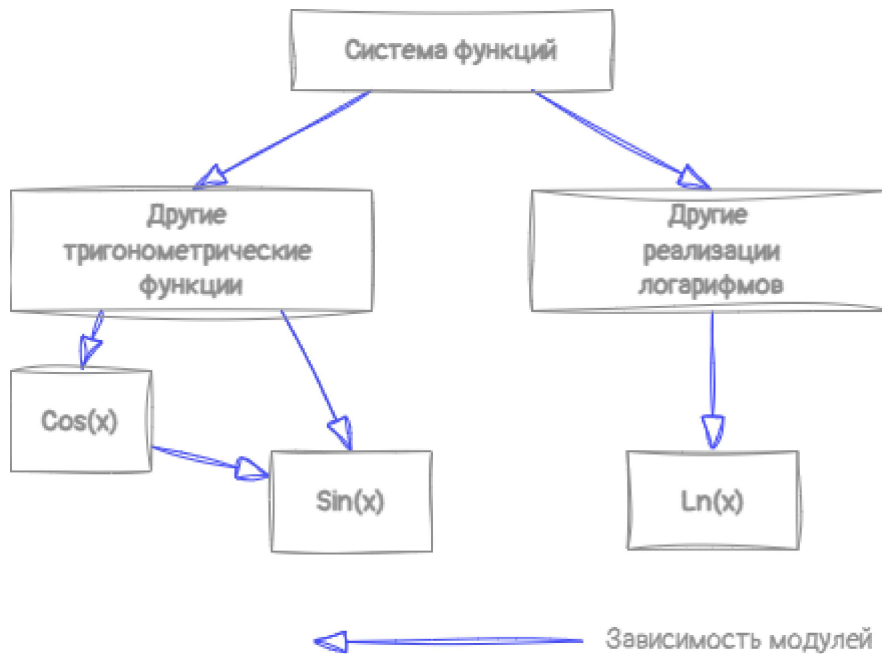 Система функций
Другие
тригонометрические
функции
Другие
реализации
логарифмов
Cos(x)
Sin(x)
Ln(x)
Зависимость модулей